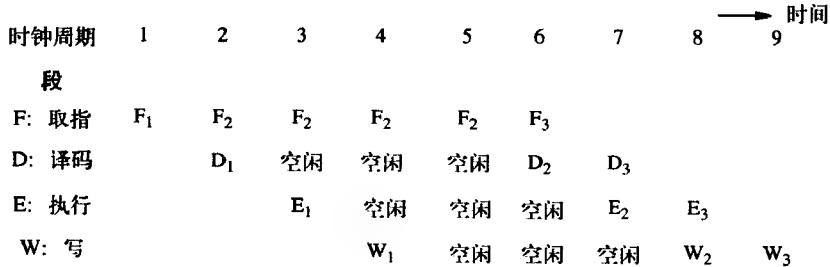 时间
时钟周期 1 2 3 4 5 6 7 8 9
段
F: 取指 F1 F2 F2 F2 F2 F3
D: 译码 D1 空闲 空闲 空闲 D2 D3
E: 执行 E1 空闲 空闲 空闲 E2 E3
W: 写 W1 空闲 空闲 空闲 W2 W3